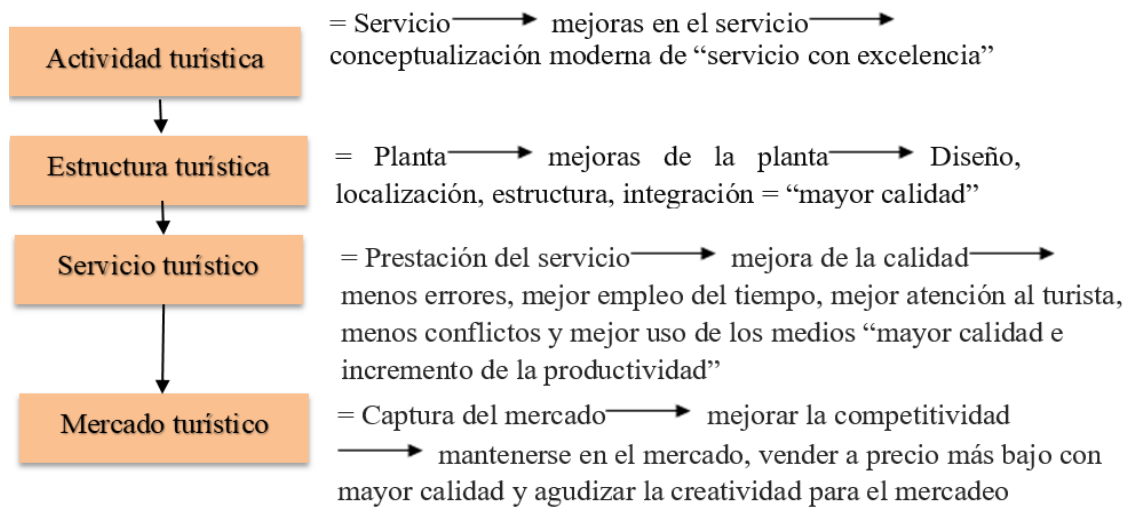 Actividad turística
= Servicio → mejoras en el servicio →
conceptualización moderna de “servicio con excelencia”
Estructura turística
= Planta → mejoras de la planta → Diseño,
localización, estructura, integración = “mayor calidad”
Servicio turístico
= Prestación del servicio → mejora de la calidad →
menos errores, mejor empleo del tiempo, mejor atención al turista,
menos conflictos y mejor uso de los medios “mayor calidad e
incremento de la productividad”
Mercado turístico
= Captura del mercado → mejorar la competitividad
→ mantenerse en el mercado, vender a precio más bajo con
mayor calidad y agudizar la creatividad para el mercadeo